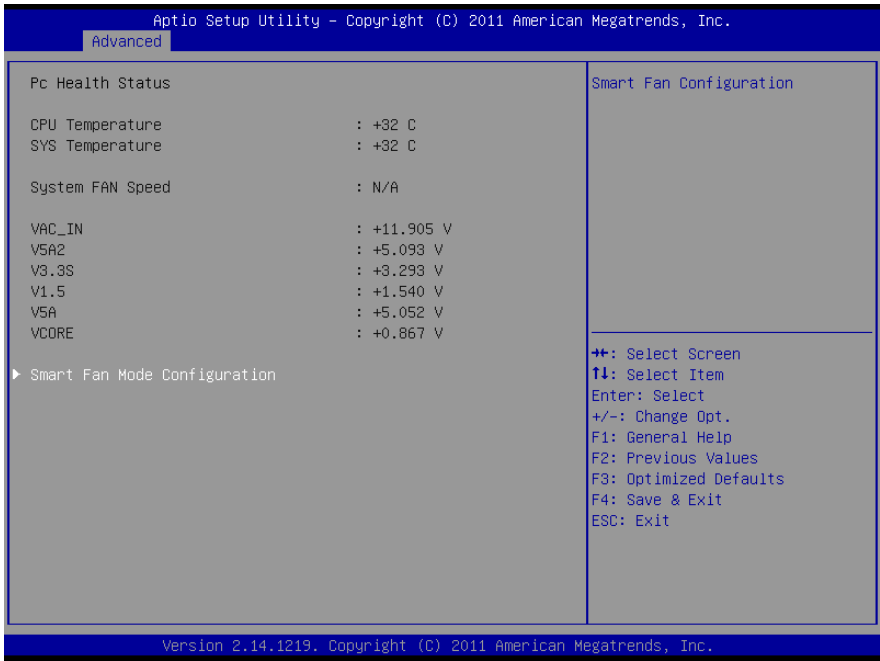 Aptio Setup Utility – Copyright (C) 2011 American Megatrends, Inc.
Advanced
Pc Health Status
CPU Temperature : +32 C
SYS Temperature : +32 C
System FAN Speed : N/A
VAC_IN : +11.905 V
V5A2 : +5.093 V
V3.3S : +3.293 V
V1.5 : +1.540 V
V5A : +5.052 V
VCORE : +0.867 V
▶ Smart Fan Mode Configuration
Smart Fan Configuration
→←: Select Screen
↑↓: Select Item
Enter: Select
+/-: Change Opt.
F1: General Help
F2: Previous Values
F3: Optimized Defaults
F4: Save & Exit
ESC: Exit
Version 2.14.1219. Copyright (C) 2011 American Megatrends, Inc.